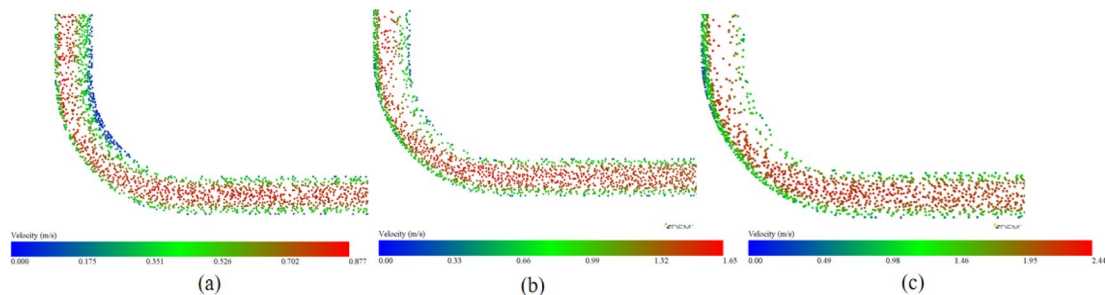 Velocity (m/s)
0.000 0.175 0.351 0.526 0.702 0.877
(a)
Velocity (m/s)
0.00 0.33 0.66 0.99 1.32 1.65
(b)
Velocity (m/s)
0.00 0.49 0.98 1.46 1.95 2.44
(c)